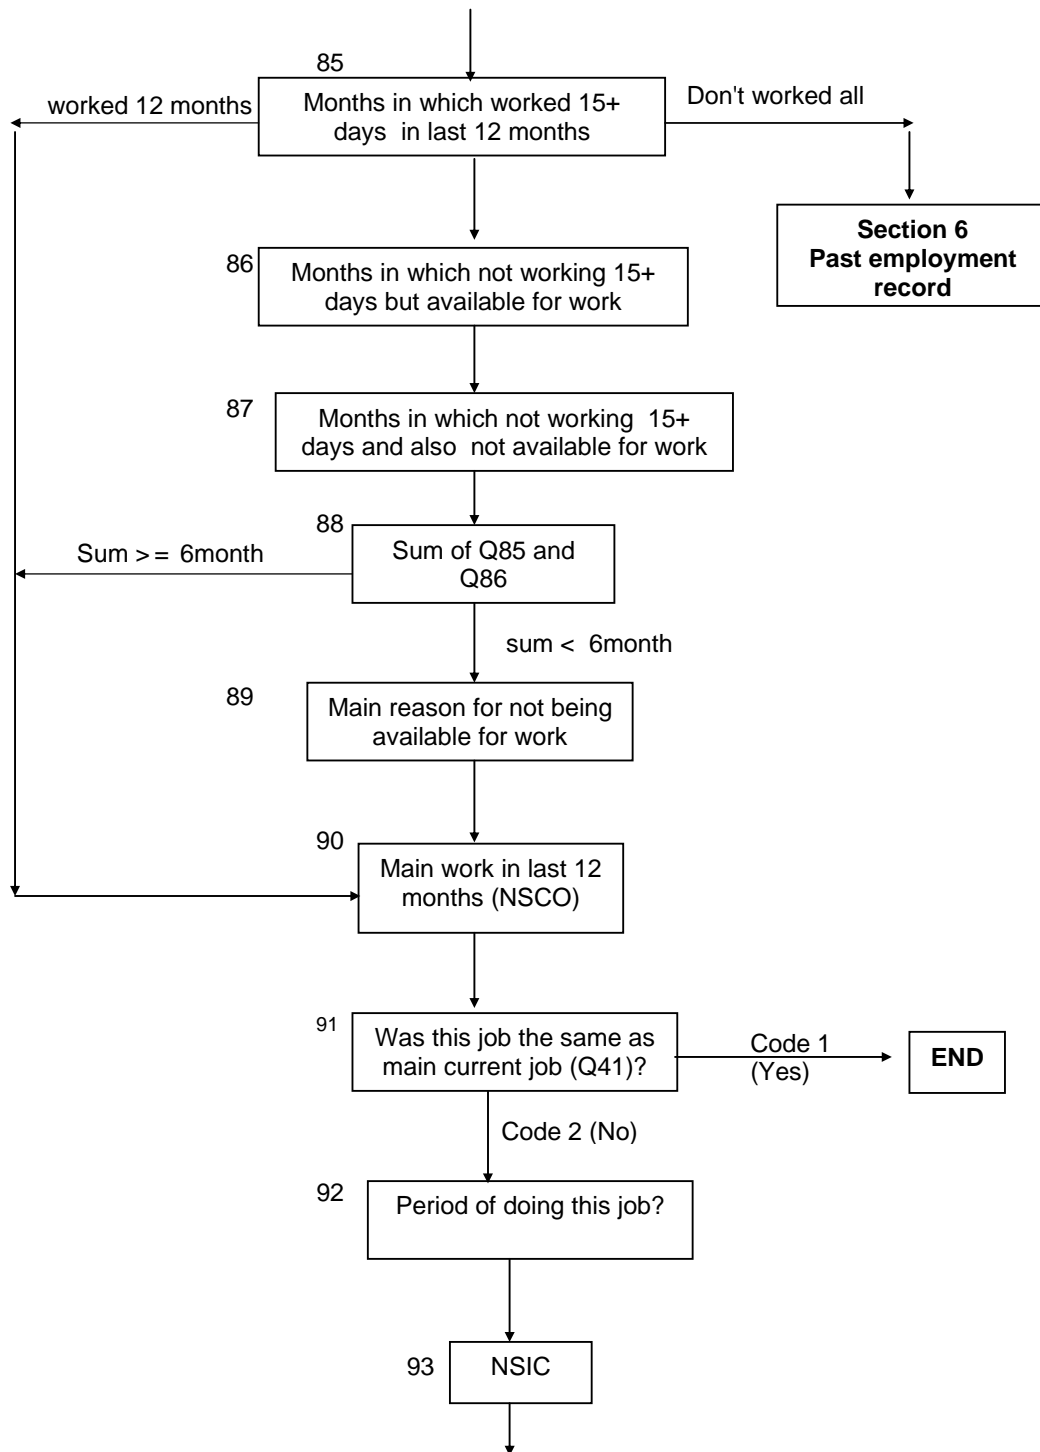 85
worked 12 months
Months in which worked 15+
days in last 12 months
Don't worked all
Section 6
Past employment
record
86
Months in which not working 15+
days but available for work
87
Months in which not working 15+
days and also not available for work
88
Sum >= 6month
Sum of Q85 and
Q86
sum < 6month
89
Main reason for not being
available for work
90
Main work in last 12
months (NSCO)
91
Was this job the same as
main current job (Q41)?
Code 1
(Yes)
END
Code 2 (No)
92
Period of doing this job?
93
NSIC